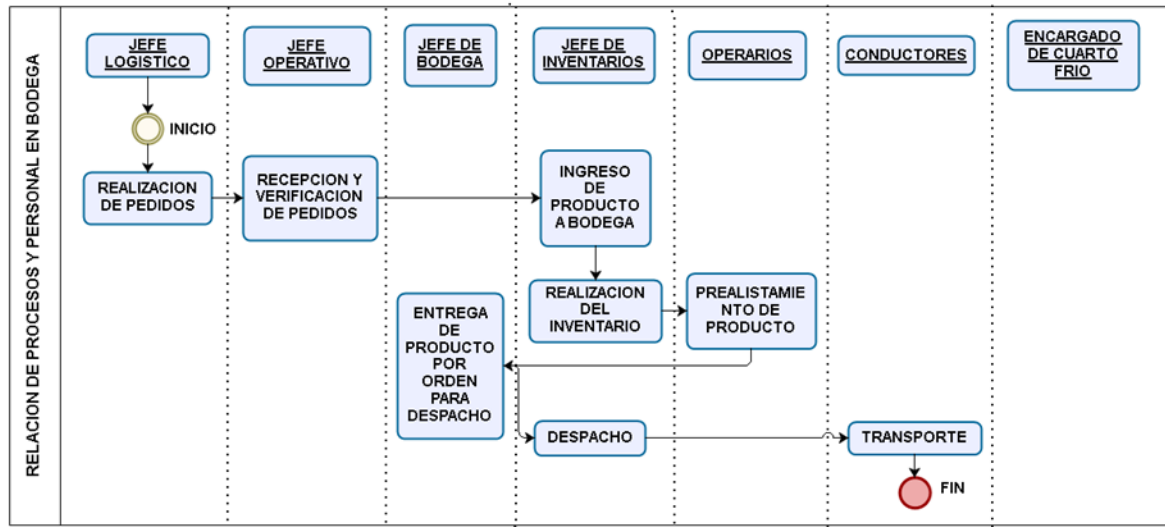 RELACION DE PROCESOS Y PERSONAL EN BODEGA
JEFE
LOGISTICO
JEFE
OPERATIVO
JEFE DE
BODEGA
JEFE DE
INVENTARIOS
OPERARIOS
CONDUCTORES
ENCARGADO
DE CUARTO
FRIO
INICIO
REALIZACION
DE PEDIDOS
RECEPCION Y
VERIFICACION
DE PEDIDOS
INGRESO
DE
PRODUCTO
A BODEGA
REALIZACION
DEL
INVENTARIO
PREALISTAMIE
NTO DE
PRODUCTO
ENTREGA
DE
PRODUCTO
POR
ORDEN
PARA
DESPACHO
DESPACHO
TRANSPORTE
FIN